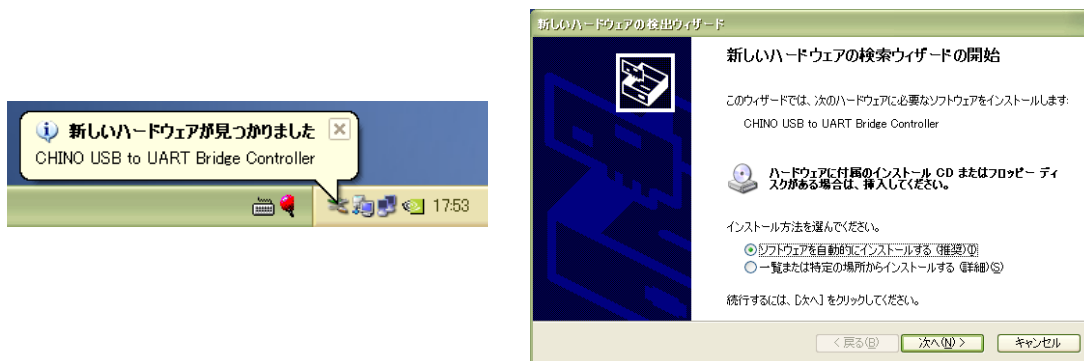 新しいハードウェアが見つかりました
CHINO USB to UART Bridge Controller
17:53
新しいハードウェアの検出ウィザード
新しいハードウェアの検索ウィザードの開始
このウィザードでは、次のハードウェアに必要なソフトウェアをインストールします:
CHINO USB to UART Bridge Controller
ハードウェアに付属のインストール CD またはフロッピー ディ
スクがある場合は、挿入してください。
インストール方法を選んでください。
ソフトウェアを自動的にインストールする (推奨)(I)
一覧または特定の場所からインストールする (詳細)(S)
続行するには、[次へ] をクリックしてください。
< 戻る(B)
次へ(N) >
キャンセル